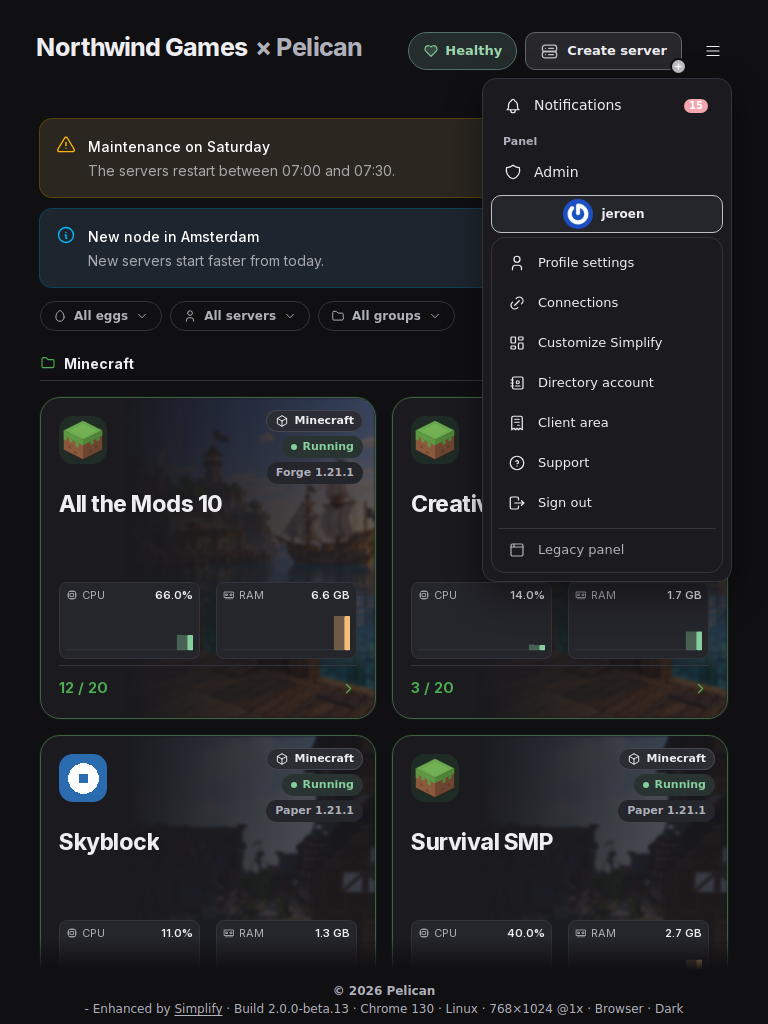 Northwind Games × Pelican
Healthy
Create server
Notifications
15
Panel
Admin
jeroen
Profile settings
Connections
Customize Simplify
Directory account
Client area
Support
Sign out
Legacy panel
Maintenance on Saturday
The servers restart between 07:00 and 07:30.
New node in Amsterdam
New servers start faster from today.
All eggs
All servers
All groups
Minecraft
Minecraft
Running
Forge 1.21.1
All the Mods 10
CPU 66.0%
RAM 6.6 GB
12 / 20
Creativ
CPU 14.0%
RAM 1.7 GB
3 / 20
Minecraft
Running
Paper 1.21.1
Skyblock
CPU 11.0%
RAM 1.3 GB
Minecraft
Running
Paper 1.21.1
Survival SMP
CPU 40.0%
RAM 2.7 GB
© 2026 Pelican
- Enhanced by Simplify · Build 2.0.0-beta.13 · Chrome 130 · Linux · 768×1024 @1x · Browser · Dark